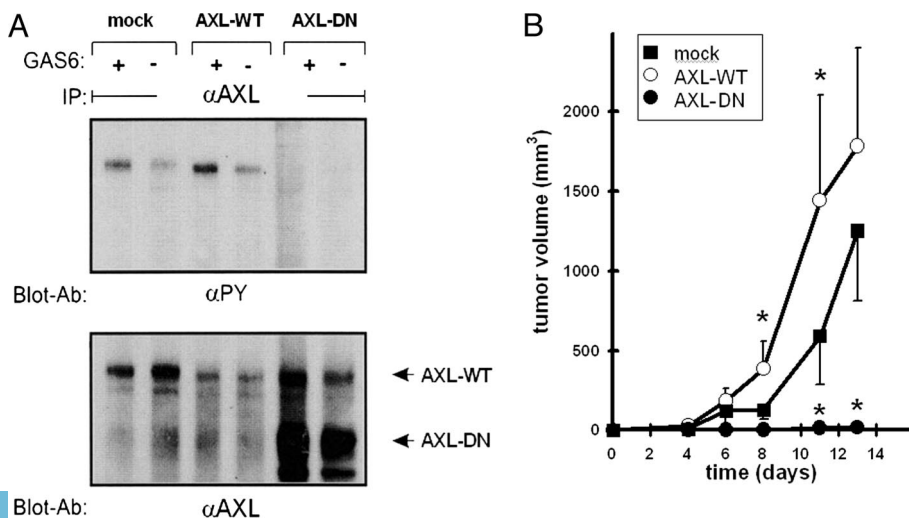 A
mock AXL-WT AXL-DN
GAS6: + - + - + -
IP: αAXL
Blot-Ab: αPY
AXL-WT
AXL-DN
Blot-Ab: αAXL
B
mock
AXL-WT
AXL-DN
tumor volume (mm³)
2000
1500
1000
500
0
* * * *
0 2 4 6 8 10 12 14
time (days)